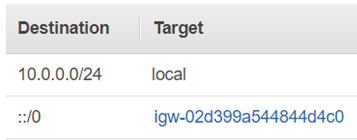 Destination Target
10.0.0.0/24 local
::/0 igw-02d399a544844d4c0